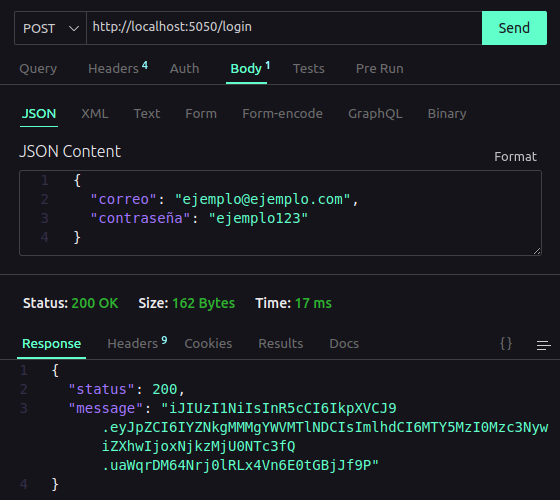 POST http://localhost:5050/login Send
Query Headers 4 Auth Body 1 Tests Pre Run
JSON XML Text Form Form-encode GraphQL Binary
JSON Content
Format
1 {
2 "correo": "ejemplo@ejemplo.com",
3 "contraseña": "ejemplo123"
4 }
Status: 200 OK Size: 162 Bytes Time: 17 ms
Response Headers 9 Cookies Results Docs {}
1 {
2 "status": 200,
3 "message": "iJIUzI1NiIsInR5cCI6IkpXVCJ9
.eyJpZCI6IYZNkgMMMgYWVMTlNDCIsImlhdCI6MTY5MzI0Mzc3Nyw
iZXhwIjoxNjkzMjU0NTc3fQ
.uaWqrDM64Nrj0lRLx4Vn6E0tGBjJf9P"
4 }